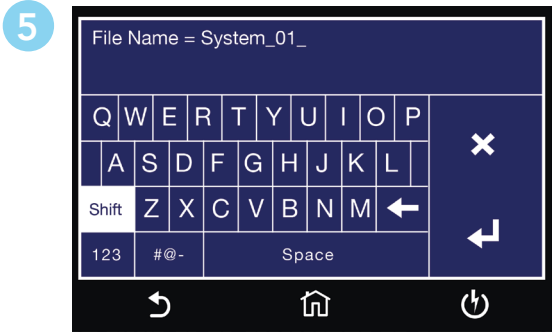 5
File Name = System_01_
Q W E R T Y U I O P
A S D F G H J K L
Shift Z X C V B N M
123 #@- Space